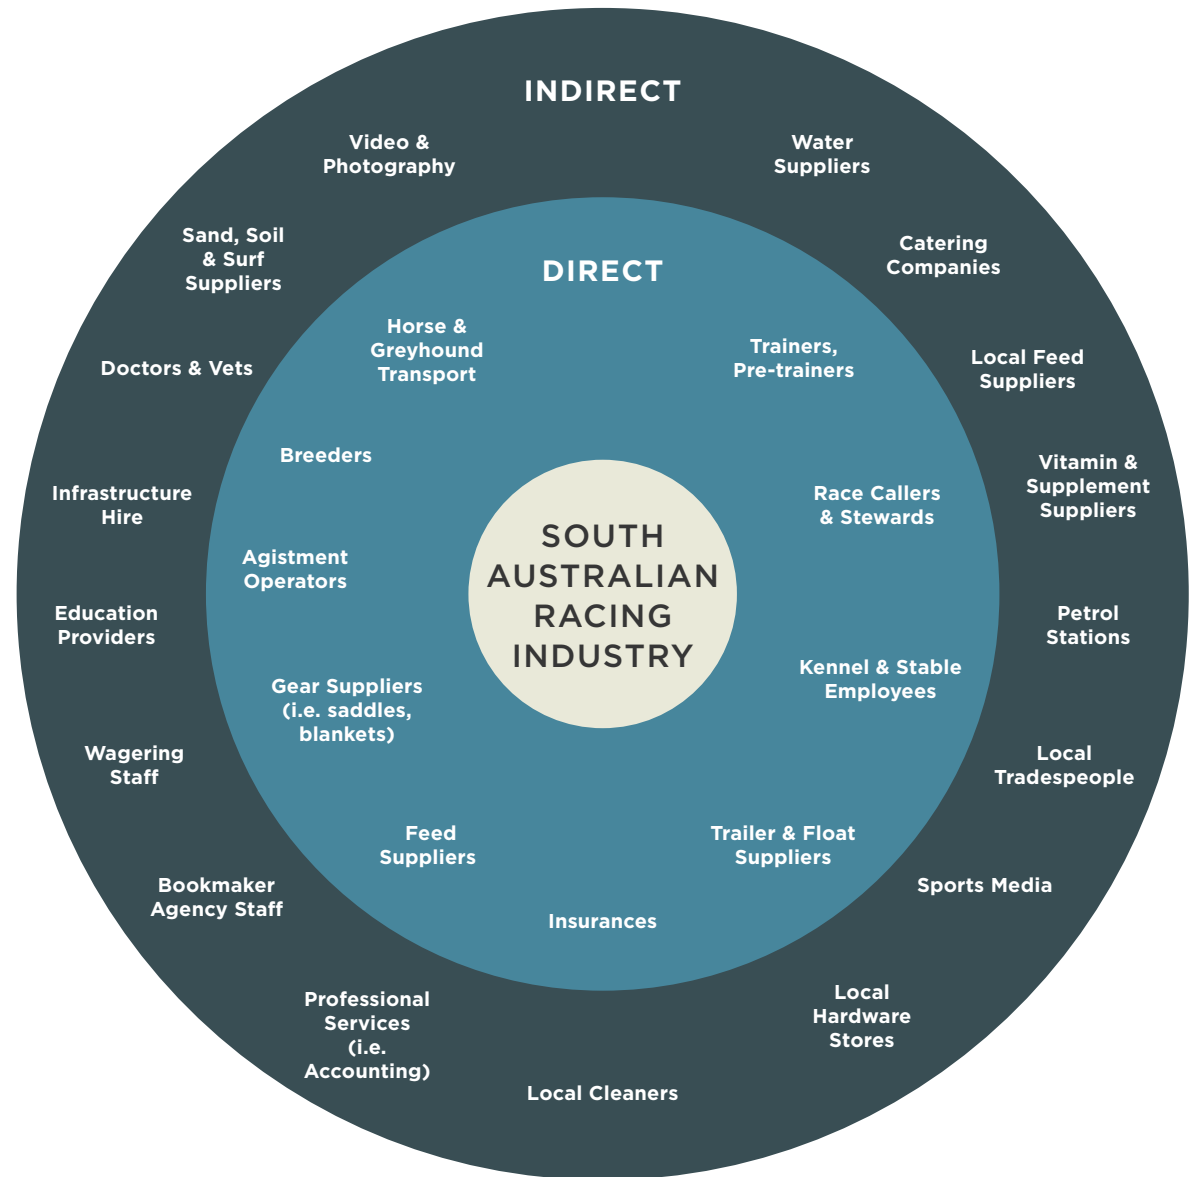 INDIRECT
Video &
Photography
Water
Suppliers
Sand, Soil
& Surf
Suppliers
Catering
Companies
Doctors & Vets
Local Feed
Suppliers
Infrastructure
Hire
Vitamin &
Supplement
Suppliers
Education
Providers
Petrol
Stations
Wagering
Staff
Local
Tradespeople
Bookmaker
Agency Staff
Sports Media
Professional
Services
(i.e.
Accounting)
Local
Hardware
Stores
Local Cleaners
DIRECT
Horse &
Greyhound
Transport
Trainers,
Pre-trainers
Breeders
Race Callers
& Stewards
Agistment
Operators
Kennel & Stable
Employees
Gear Suppliers
(i.e. saddles,
blankets)
Feed
Suppliers
Trailer & Float
Suppliers
Insurances
SOUTH
AUSTRALIAN
RACING
INDUSTRY